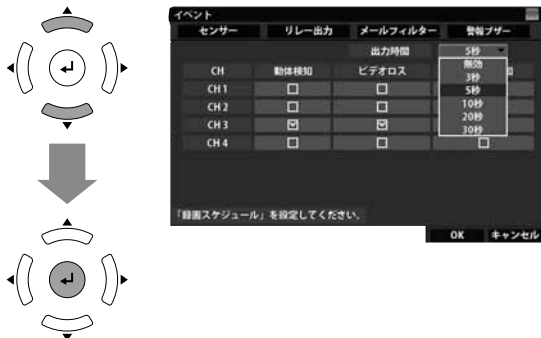 イベント
センサー リレー出力 メールフィルター 警報ブザー
出力時間 5秒
無効
3秒
5秒
10秒
20秒
30秒
CH 動体検知 ビデオロス
CH 1
CH 2
CH 3
CH 4
「録画スケジュール」を設定してください。
OK キャンセル